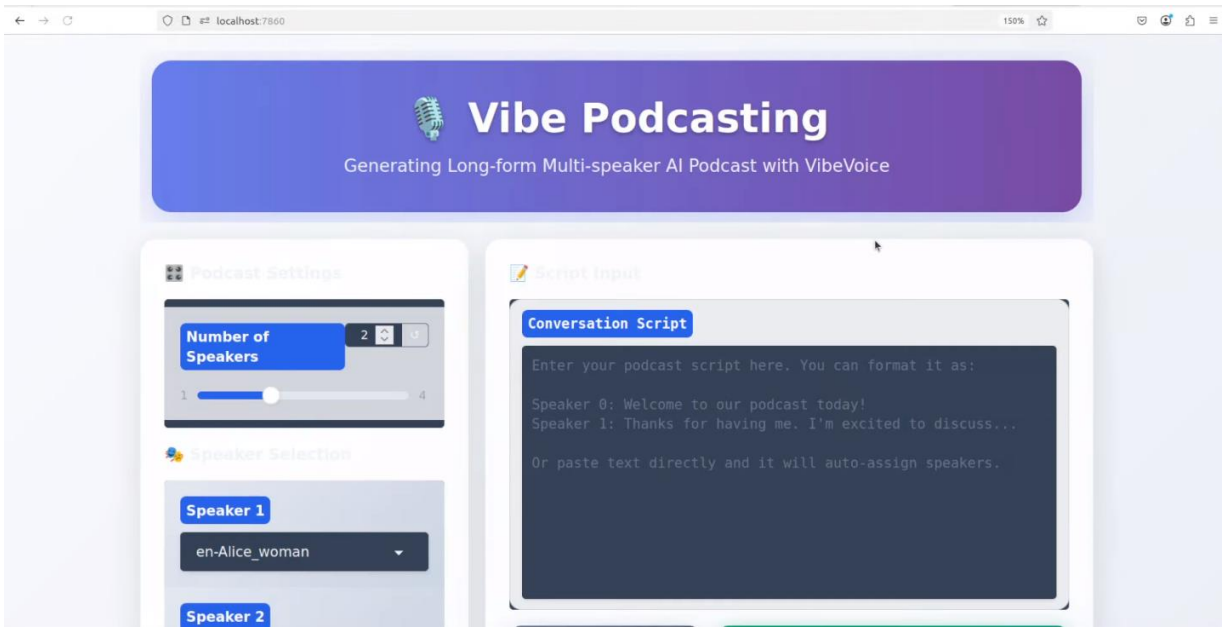 localhost:7860
150%
Vibe Podcasting
Generating Long-form Multi-speaker AI Podcast with VibeVoice
Podcast Settings
Number of
Speakers
2
1
4
Speaker Selection
Speaker 1
en-Alice_woman
Speaker 2
Script Input
Conversation Script
Enter your podcast script here. You can format it as:
Speaker 0: Welcome to our podcast today!
Speaker 1: Thanks for having me. I'm excited to discuss...
Or paste text directly and it will auto-assign speakers.